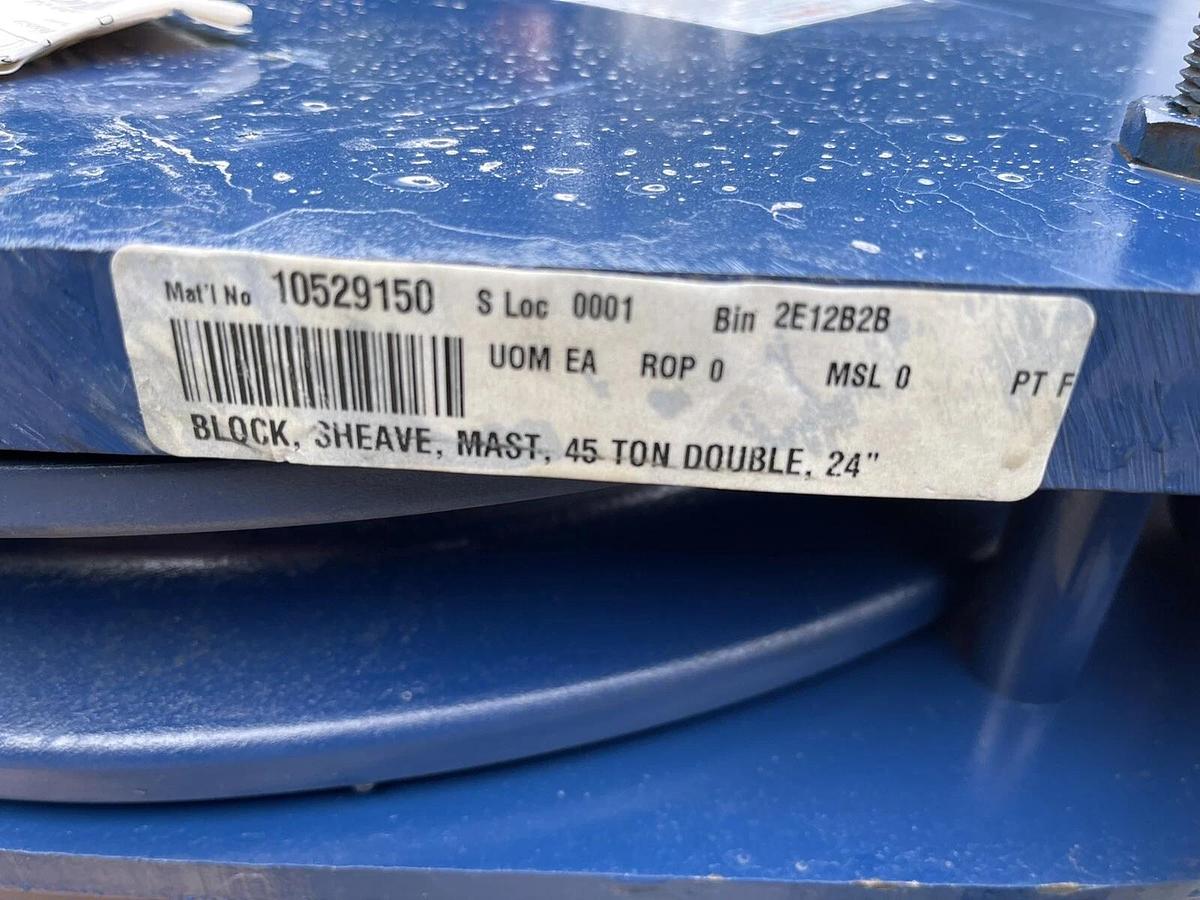 Mat'l No 10529150 S Loc 0001 Bin 2E12B2B
UOM EA ROP 0 MSL 0 PT F
BLOCK, SHEAVE, MAST, 45 TON DOUBLE, 24"